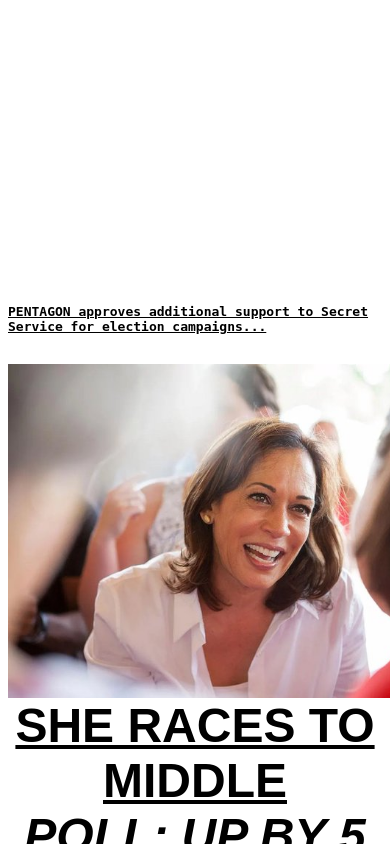 PENTAGON approves additional support to Secret
Service for election campaigns...
SHE RACES TO
MIDDLE
POLL: UP BY 5